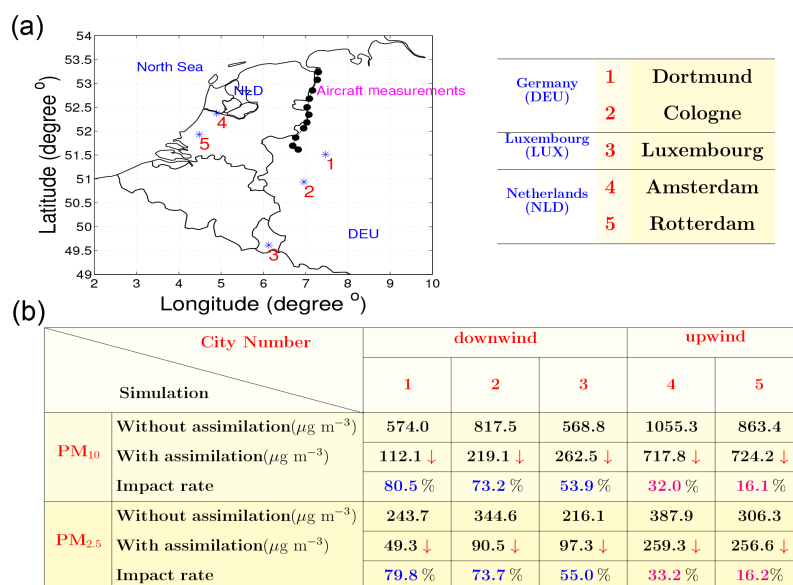 (a)
54
53.5
53
52.5
52
51.5
51
50.5
50
49.5
49
2 3 4 5 6 7 8 9 10
Latitude (degree °)
Longitude (degree °)
North Sea
NLD
Aircraft measurements
4
5
1
2
DEU
3
Germany (DEU) 1 Dortmund
2 Cologne
Luxembourg (LUX) 3 Luxembourg
Netherlands (NLD) 4 Amsterdam
5 Rotterdam
(b)
City Number downwind upwind
Simulation 1 2 3 4 5
PM₁₀ Without assimilation(μg m⁻³) 574.0 817.5 568.8 1055.3 863.4
With assimilation(μg m⁻³) 112.1 ↓ 219.1 ↓ 262.5 ↓ 717.8 ↓ 724.2 ↓
Impact rate 80.5 % 73.2 % 53.9 % 32.0 % 16.1 %
PM₂.₅ Without assimilation(μg m⁻³) 243.7 344.6 216.1 387.9 306.3
With assimilation(μg m⁻³) 49.3 ↓ 90.5 ↓ 97.3 ↓ 259.3 ↓ 256.6 ↓
Impact rate 79.8 % 73.7 % 55.0 % 33.2 % 16.2%